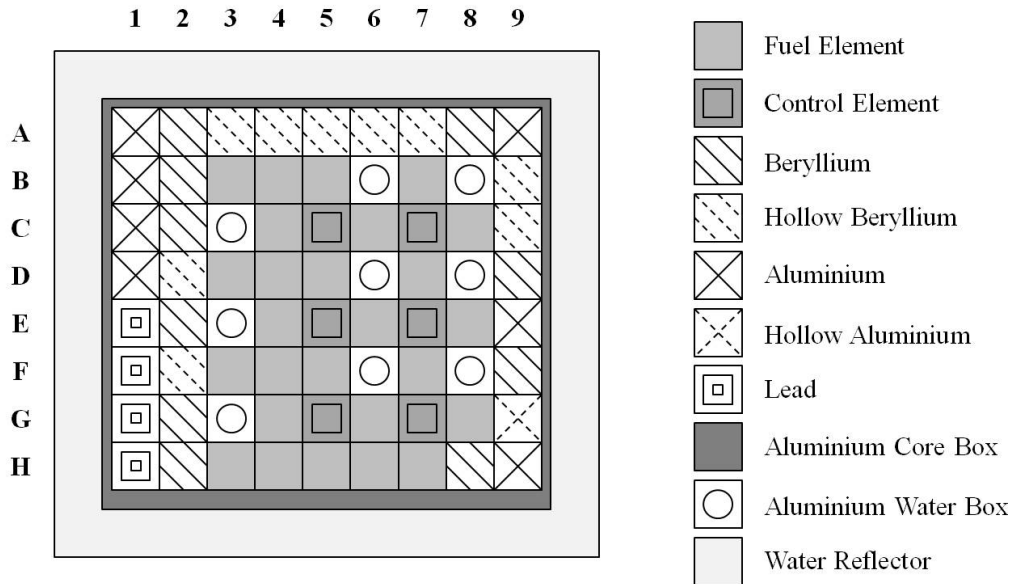 1 2 3 4 5 6 7 8 9
A
B
C
D
E
F
G
H
Fuel Element
Control Element
Beryllium
Hollow Beryllium
Aluminium
Hollow Aluminium
Lead
Aluminium Core Box
Aluminium Water Box
Water Reflector